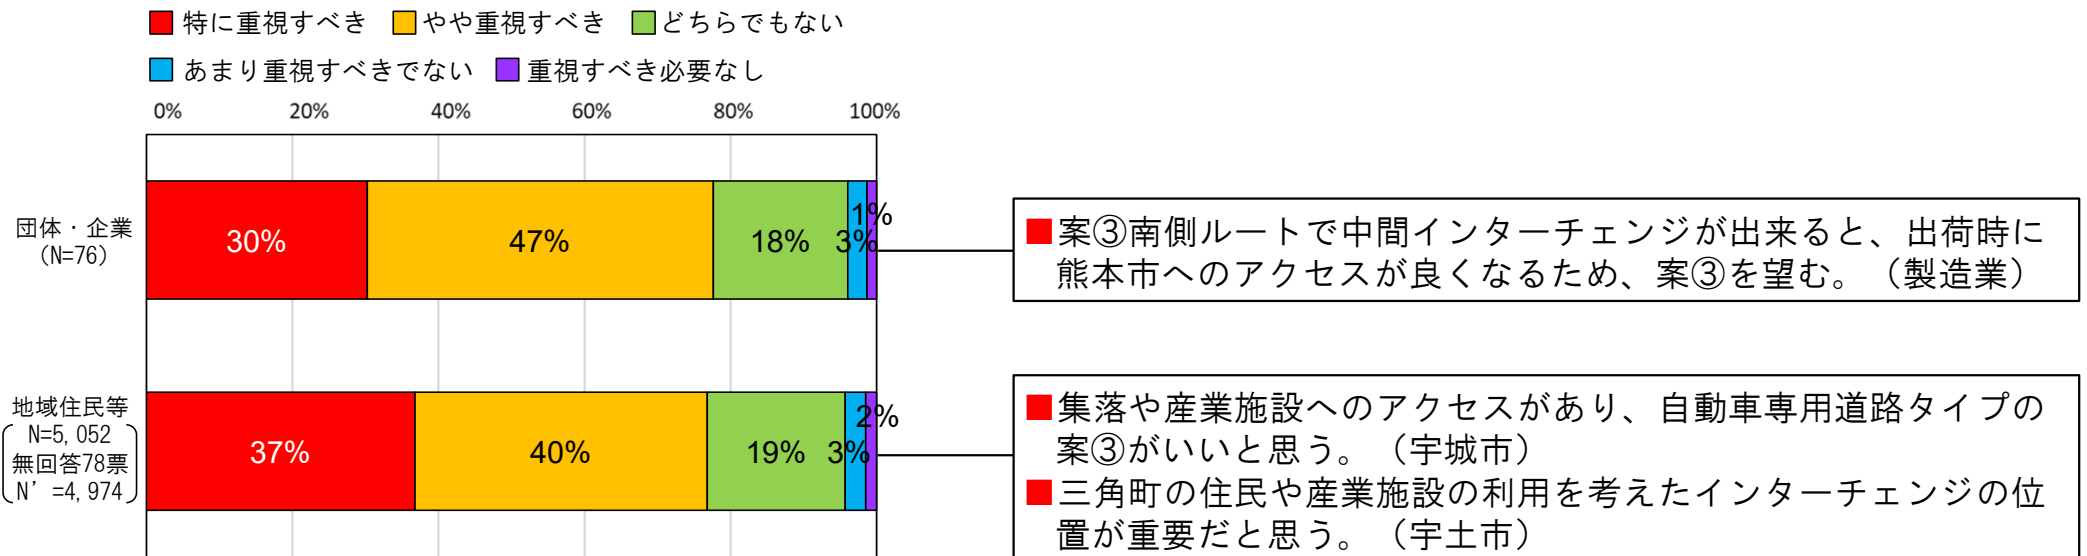 特に重視すべき やや重視すべき どちらでもない
あまり重視すべきでない 重視すべき必要なし
0% 20% 40% 60% 80% 100%
団体・企業
(N=76)
30% 47% 18% 3% 1%
■案③南側ルートで中間インターチェンジが出来ると、出荷時に
熊本市へのアクセスが良くなるため、案③を望む。（製造業）
地域住民等
N=5,052
無回答78票
N’=4,974
37% 40% 19% 3% 2%
■集落や産業施設へのアクセスがあり、自動車専用道路タイプの
案③がいいと思う。（宇城市）
■三角町の住民や産業施設の利用を考えたインターチェンジの位
置が重要だと思う。（宇土市）